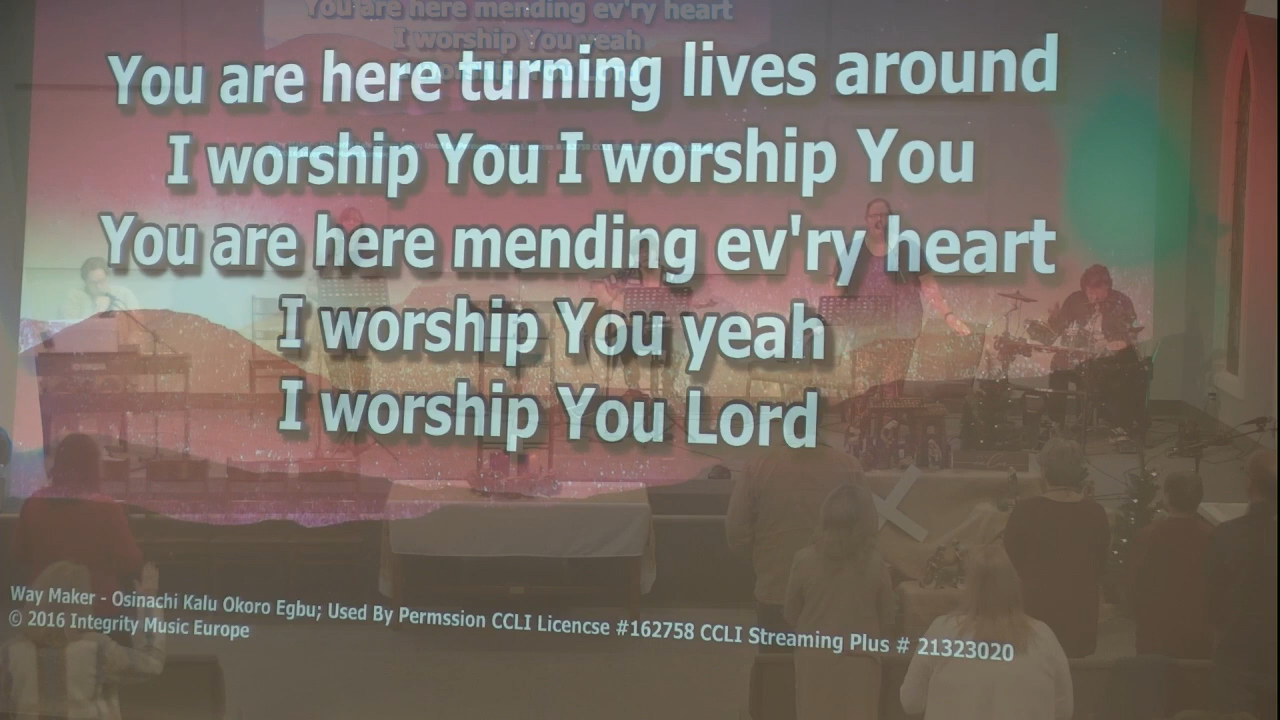 You are here mending ev'ry heart
I worship You yeah
You are here turning lives around
I worship You I worship You
You are here mending ev'ry heart
I worship You yeah
I worship You Lord
Way Maker - Osinachi Kalu Okoro Egbu; Used By Permssion CCLI Licencse #162758 CCLI Streaming Plus # 21323020
© 2016 Integrity Music Europe